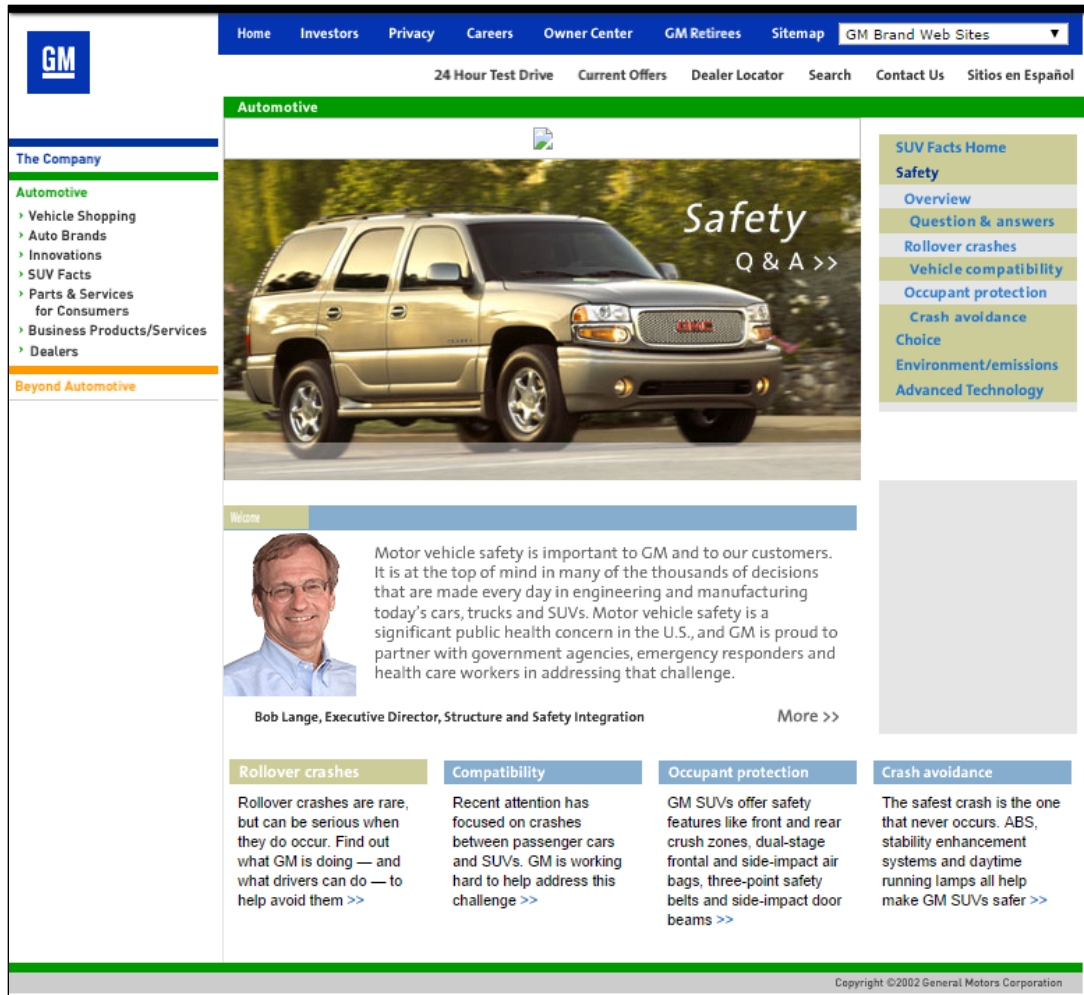 GM
Home Investors Privacy Careers Owner Center GM Retirees Sitemap GM Brand Web Sites
24 Hour Test Drive Current Offers Dealer Locator Search Contact Us Sitios en Español
Automotive
The Company
Automotive
Vehicle Shopping
Auto Brands
Innovations
SUV Facts
Parts & Services
for Consumers
Business Products/Services
Dealers
Beyond Automotive
Safety
Q & A >>
GMC
SUV Facts Home
Safety
Overview
Question & answers
Rollover crashes
Vehicle compatibility
Occupant protection
Crash avoidance
Choice
Environment/emissions
Advanced Technology
Welcome
Motor vehicle safety is important to GM and to our customers.
It is at the top of mind in many of the thousands of decisions
that are made every day in engineering and manufacturing
today's cars, trucks and SUVs. Motor vehicle safety is a
significant public health concern in the U.S., and GM is proud to
partner with government agencies, emergency responders and
health care workers in addressing that challenge.
Bob Lange, Executive Director, Structure and Safety Integration
More >>
Rollover crashes
Rollover crashes are rare,
but can be serious when
they do occur. Find out
what GM is doing — and
what drivers can do — to
help avoid them >>
Compatibility
Recent attention has
focused on crashes
between passenger cars
and SUVs. GM is working
hard to help address this
challenge >>
Occupant protection
GM SUVs offer safety
features like front and rear
crush zones, dual-stage
frontal and side-impact air
bags, three-point safety
belts and side-impact door
beams >>
Crash avoidance
The safest crash is the one
that never occurs. ABS,
stability enhancement
systems and daytime
running lamps all help
make GM SUVs safer >>
Copyright ©2002 General Motors Corporation